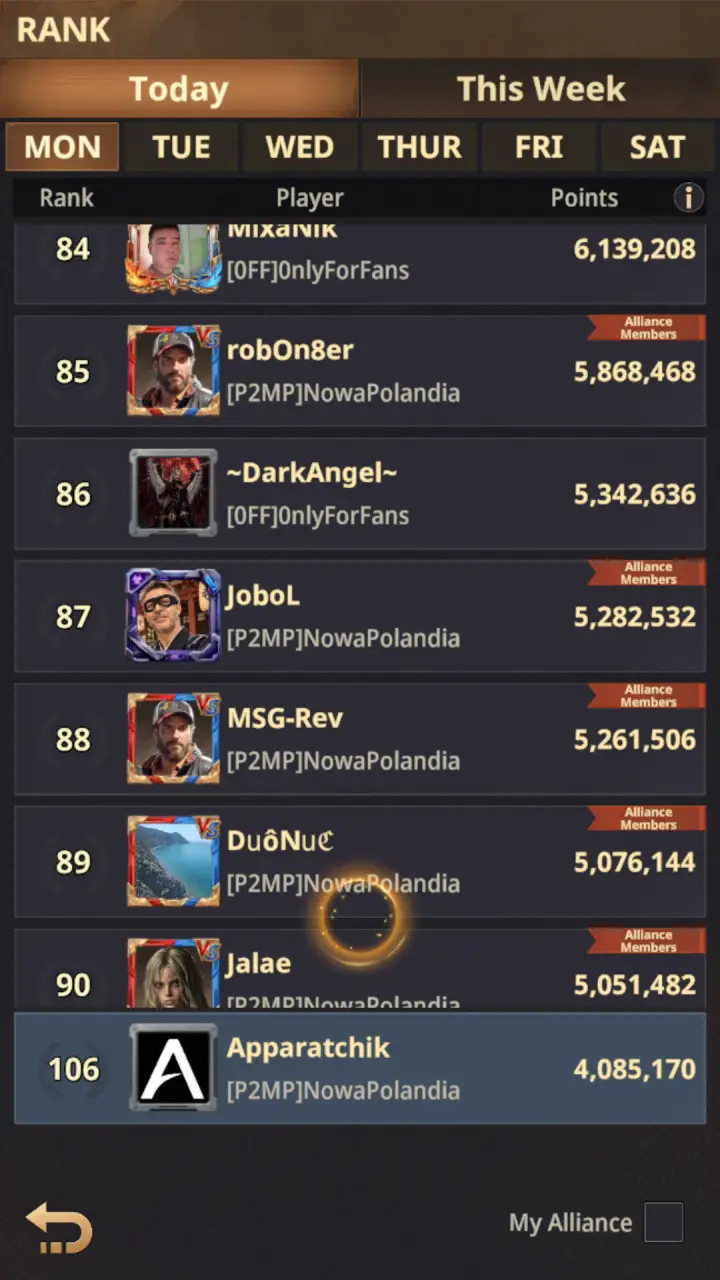 RANK
Today
This Week
MON TUE WED THUR FRI SAT
Rank Player Points i
84 MixaNik 6,139,208
[0FF]0nlyForFans
Alliance Members
85 robOn8er 5,868,468
[P2MP]NowaPolandia
86 ~DarkAngel~ 5,342,636
[0FF]0nlyForFans
Alliance Members
87 JoboL 5,282,532
[P2MP]NowaPolandia
Alliance Members
88 MSG-Rev 5,261,506
[P2MP]NowaPolandia
Alliance Members
89 DuôNuℭ 5,076,144
[P2MP]NowaPolandia
Alliance Members
90 Jalae 5,051,482
[P2MP]NowaPolandia
106 Apparatchik 4,085,170
[P2MP]NowaPolandia
My Alliance